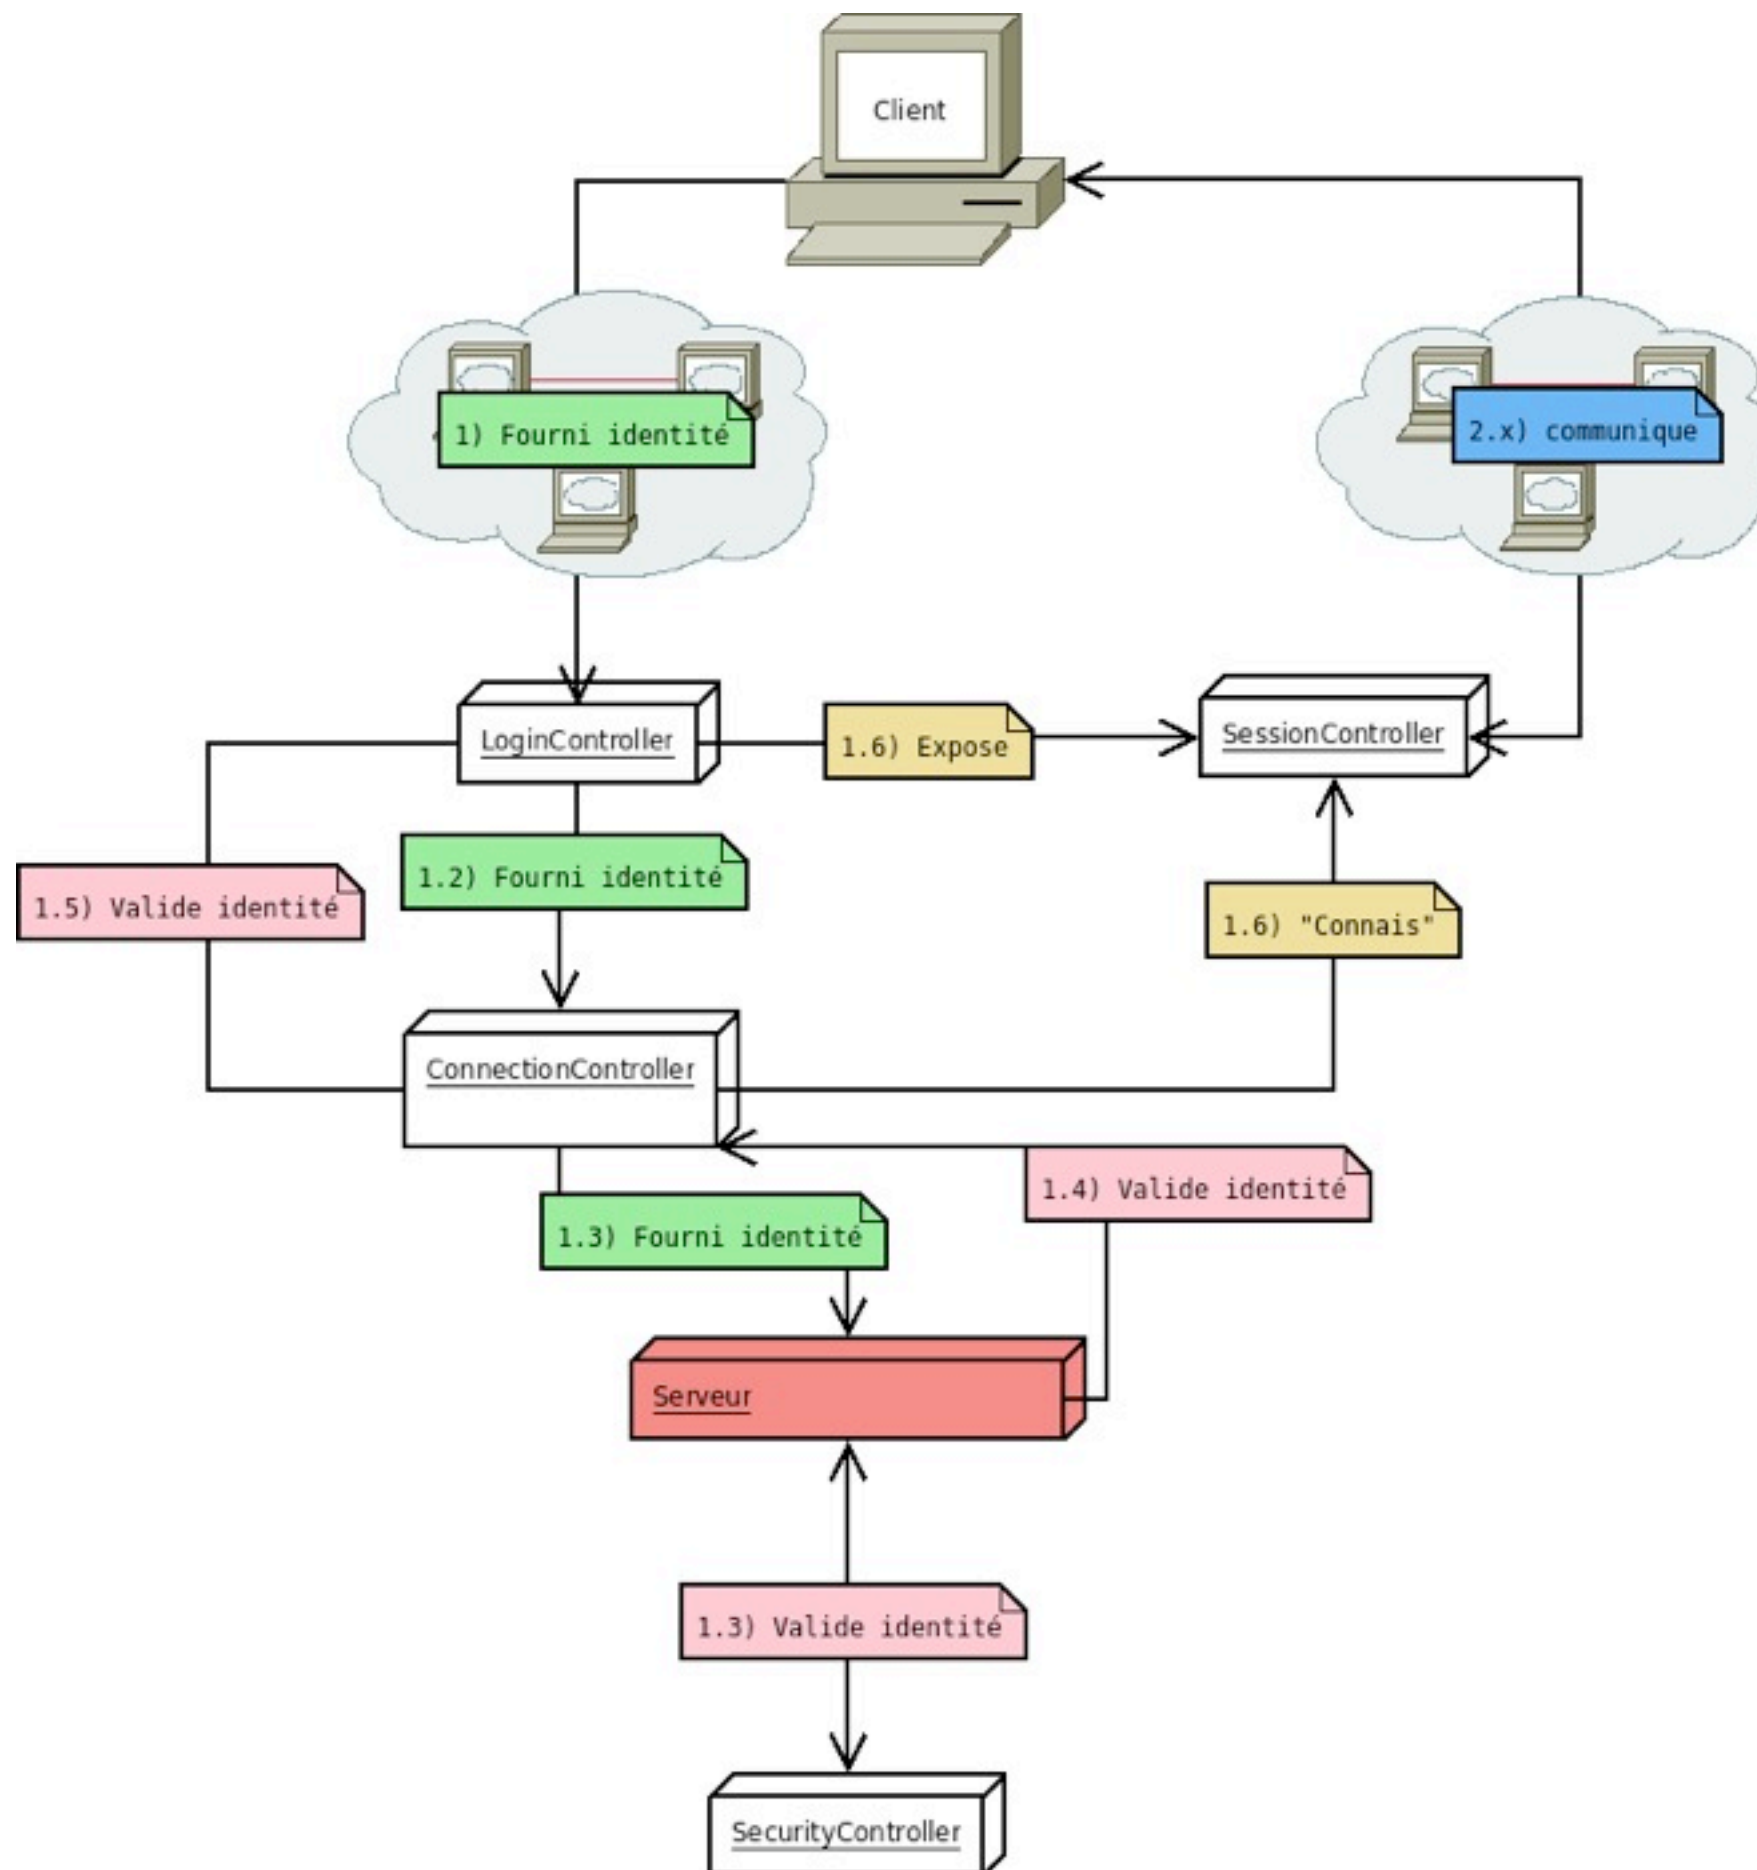 Client
1) Fourni identité
2.x) communique
LoginController
1.6) Expose
SessionController
1.5) Valide identité
1.2) Fourni identité
1.6) "Connais"
ConnectionController
1.4) Valide identité
1.3) Fourni identité
Serveur
1.3) Valide identité
SecurityController